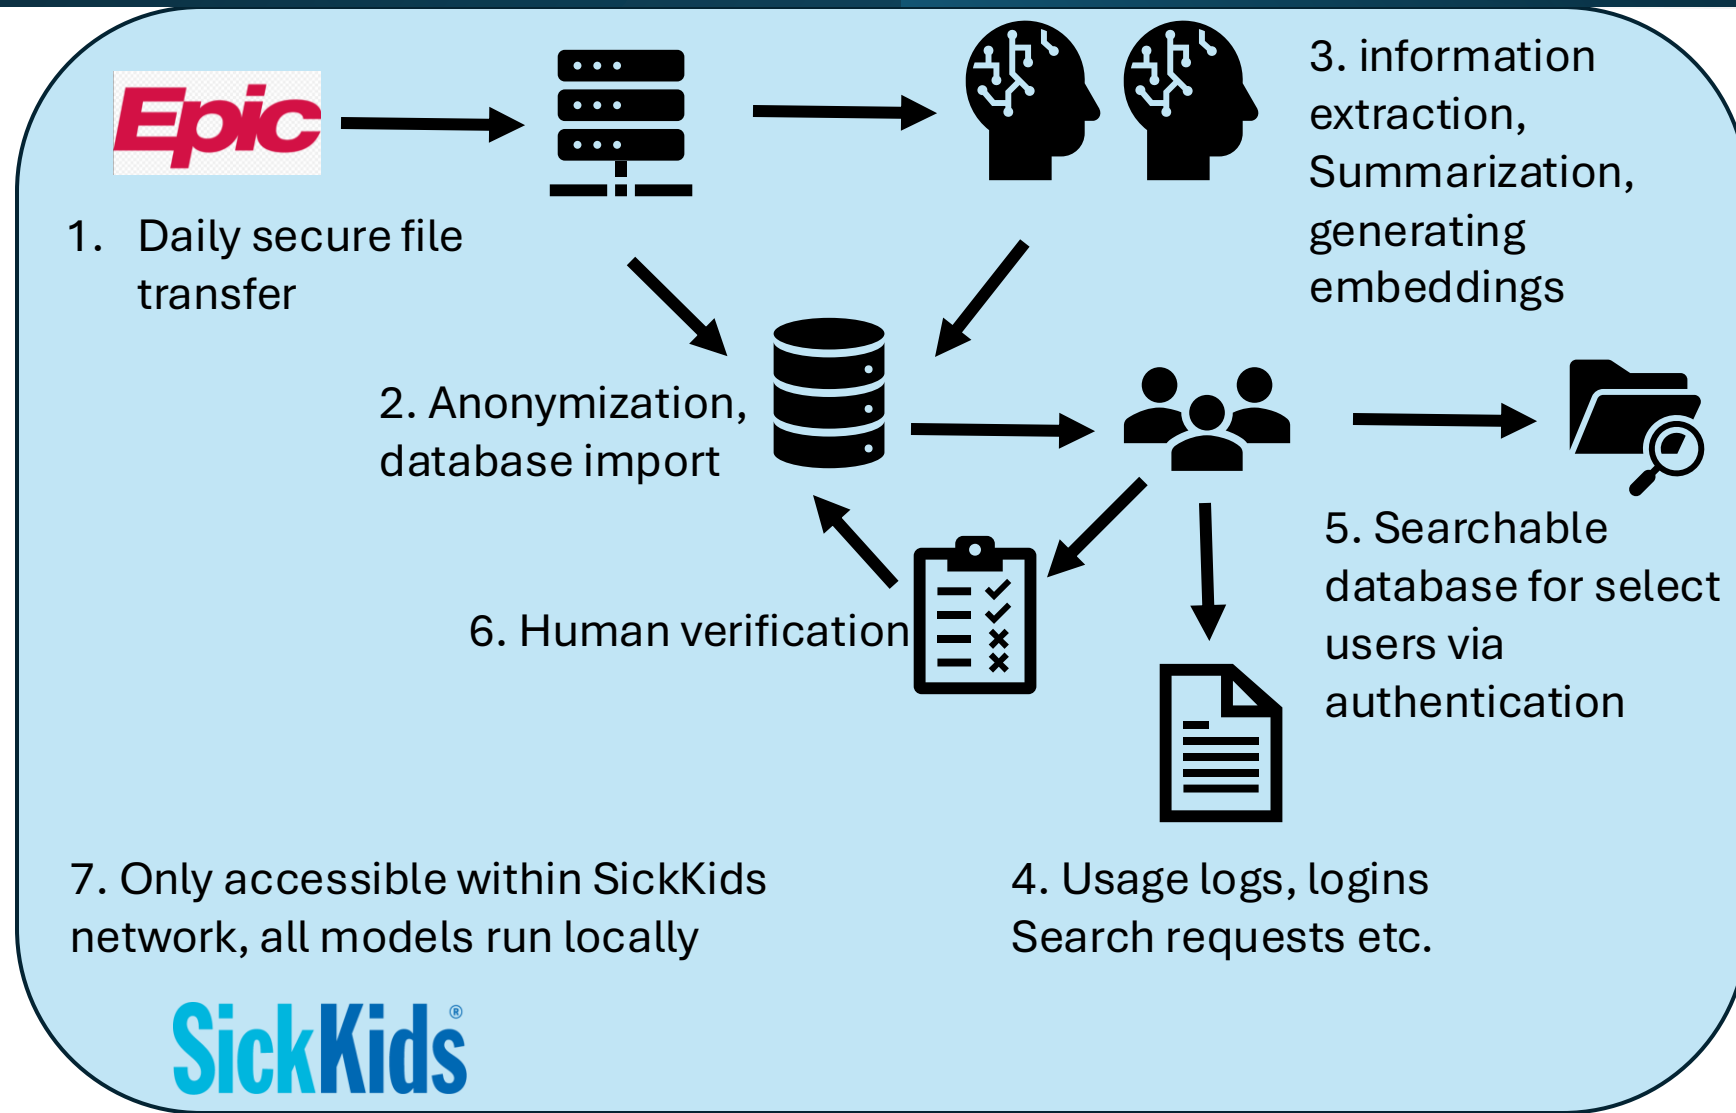 Epic
1. Daily secure file
transfer
3. information
extraction,
Summarization,
generating
embeddings
2. Anonymization,
database import
5. Searchable
database for select
users via
authentication
6. Human verification
7. Only accessible within SickKids
network, all models run locally
4. Usage logs, logins
Search requests etc.
SickKids®